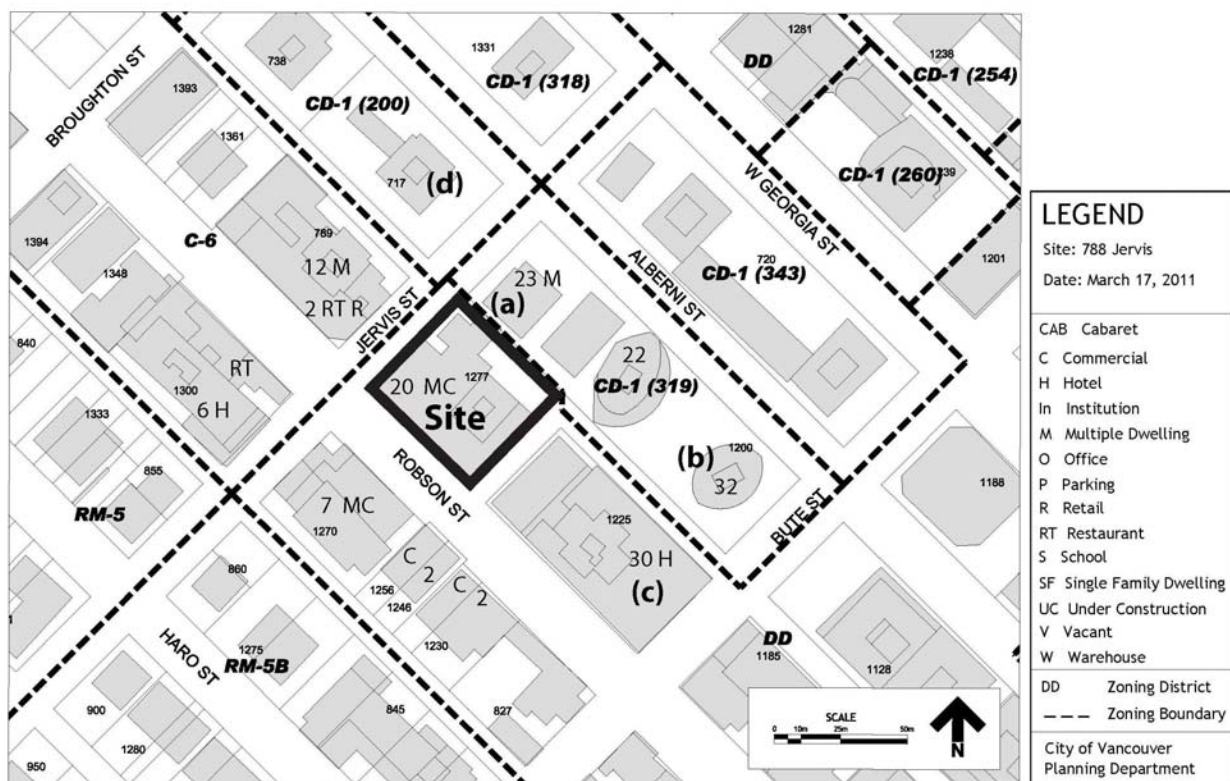 BROUGHTON ST
1393
738
1331
CD-1 (318)
DD
1281
1238
CD-1 (254)
CD-1 (200)
1361
717
(d)
W GEORGIA ST
CD-1 (260)
1201
1394
C-6
769
12 M
2 RT R
1348
23 M
(a)
ALBERNI ST
720
CD-1 (343)
JERVIS ST
840
1300
RT
6 H
1277
20 MC
Site
22
CD-1 (319)
1333
855
RM-5
ROBSON ST
(b)
1200
32
BUTE ST
1188
7 MC
1270
1225
30 H
(c)
860
C
2
C
2
1256
1246
1230
HARO ST
1275
RM-5B
DD
1185
1128
900
845
827
1280
950
SCALE
0 10m 25m 50m
N
LEGEND
Site: 788 Jervis
Date: March 17, 2011
CAB Cabaret
C Commercial
H Hotel
In Institution
M Multiple Dwelling
O Office
P Parking
R Retail
RT Restaurant
S School
SF Single Family Dwelling
UC Under Construction
V Vacant
W Warehouse
DD Zoning District
Zoning Boundary
City of Vancouver
Planning Department